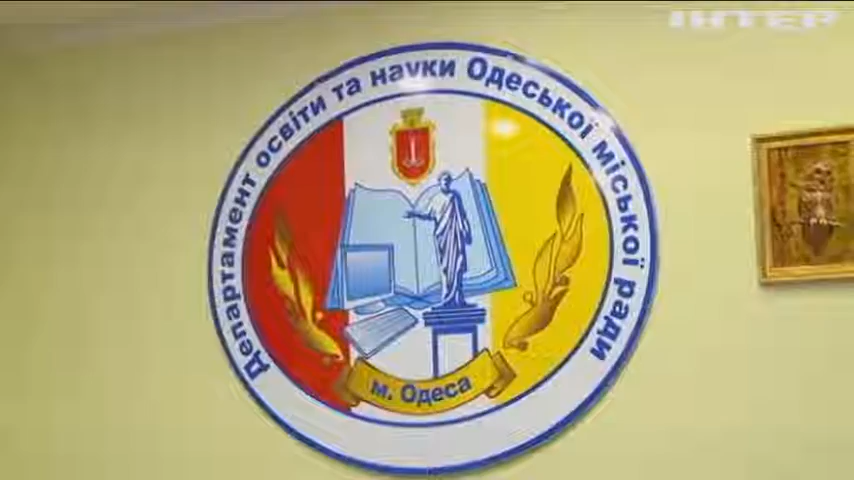 ІНТЕР
Департамент освіти та науки Одеської міської ради
м. Одеса